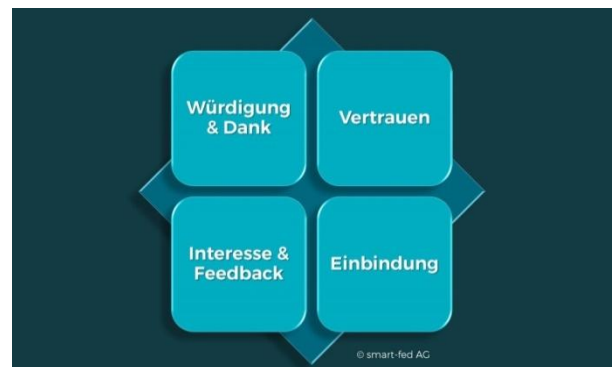 Würdigung
& Dank
Vertrauen
Interesse &
Feedback
Einbindung
© smart-fed AG